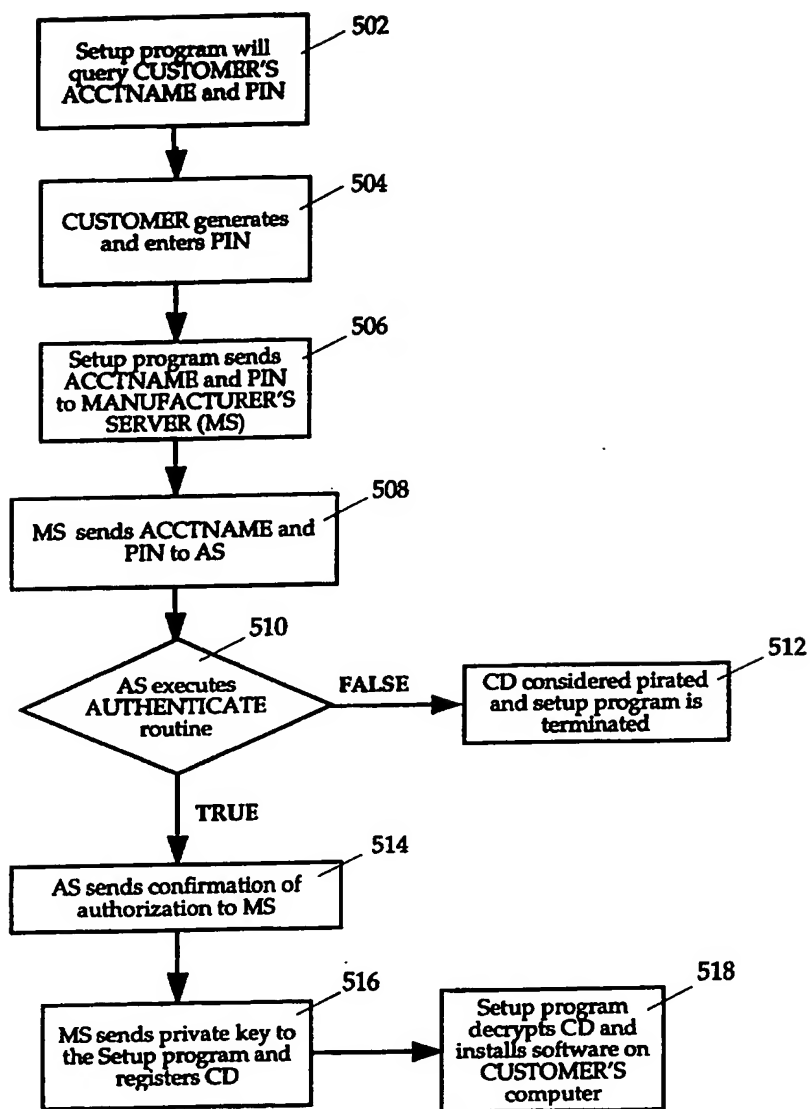 502
Setup program will
query CUSTOMER'S
ACCTNAME and PIN
504
CUSTOMER generates
and enters PIN
506
Setup program sends
ACCTNAME and PIN
to MANUFACTURER'S
SERVER (MS)
508
MS sends ACCTNAME and
PIN to AS
510
AS executes
AUTHENTICATE
routine
FALSE
512
CD considered pirated
and setup program is
terminated
TRUE
514
AS sends confirmation of
authorization to MS
516
MS sends private key to
the Setup program and
registers CD
518
Setup program
decrypts CD and
installs software on
CUSTOMER'S
computer